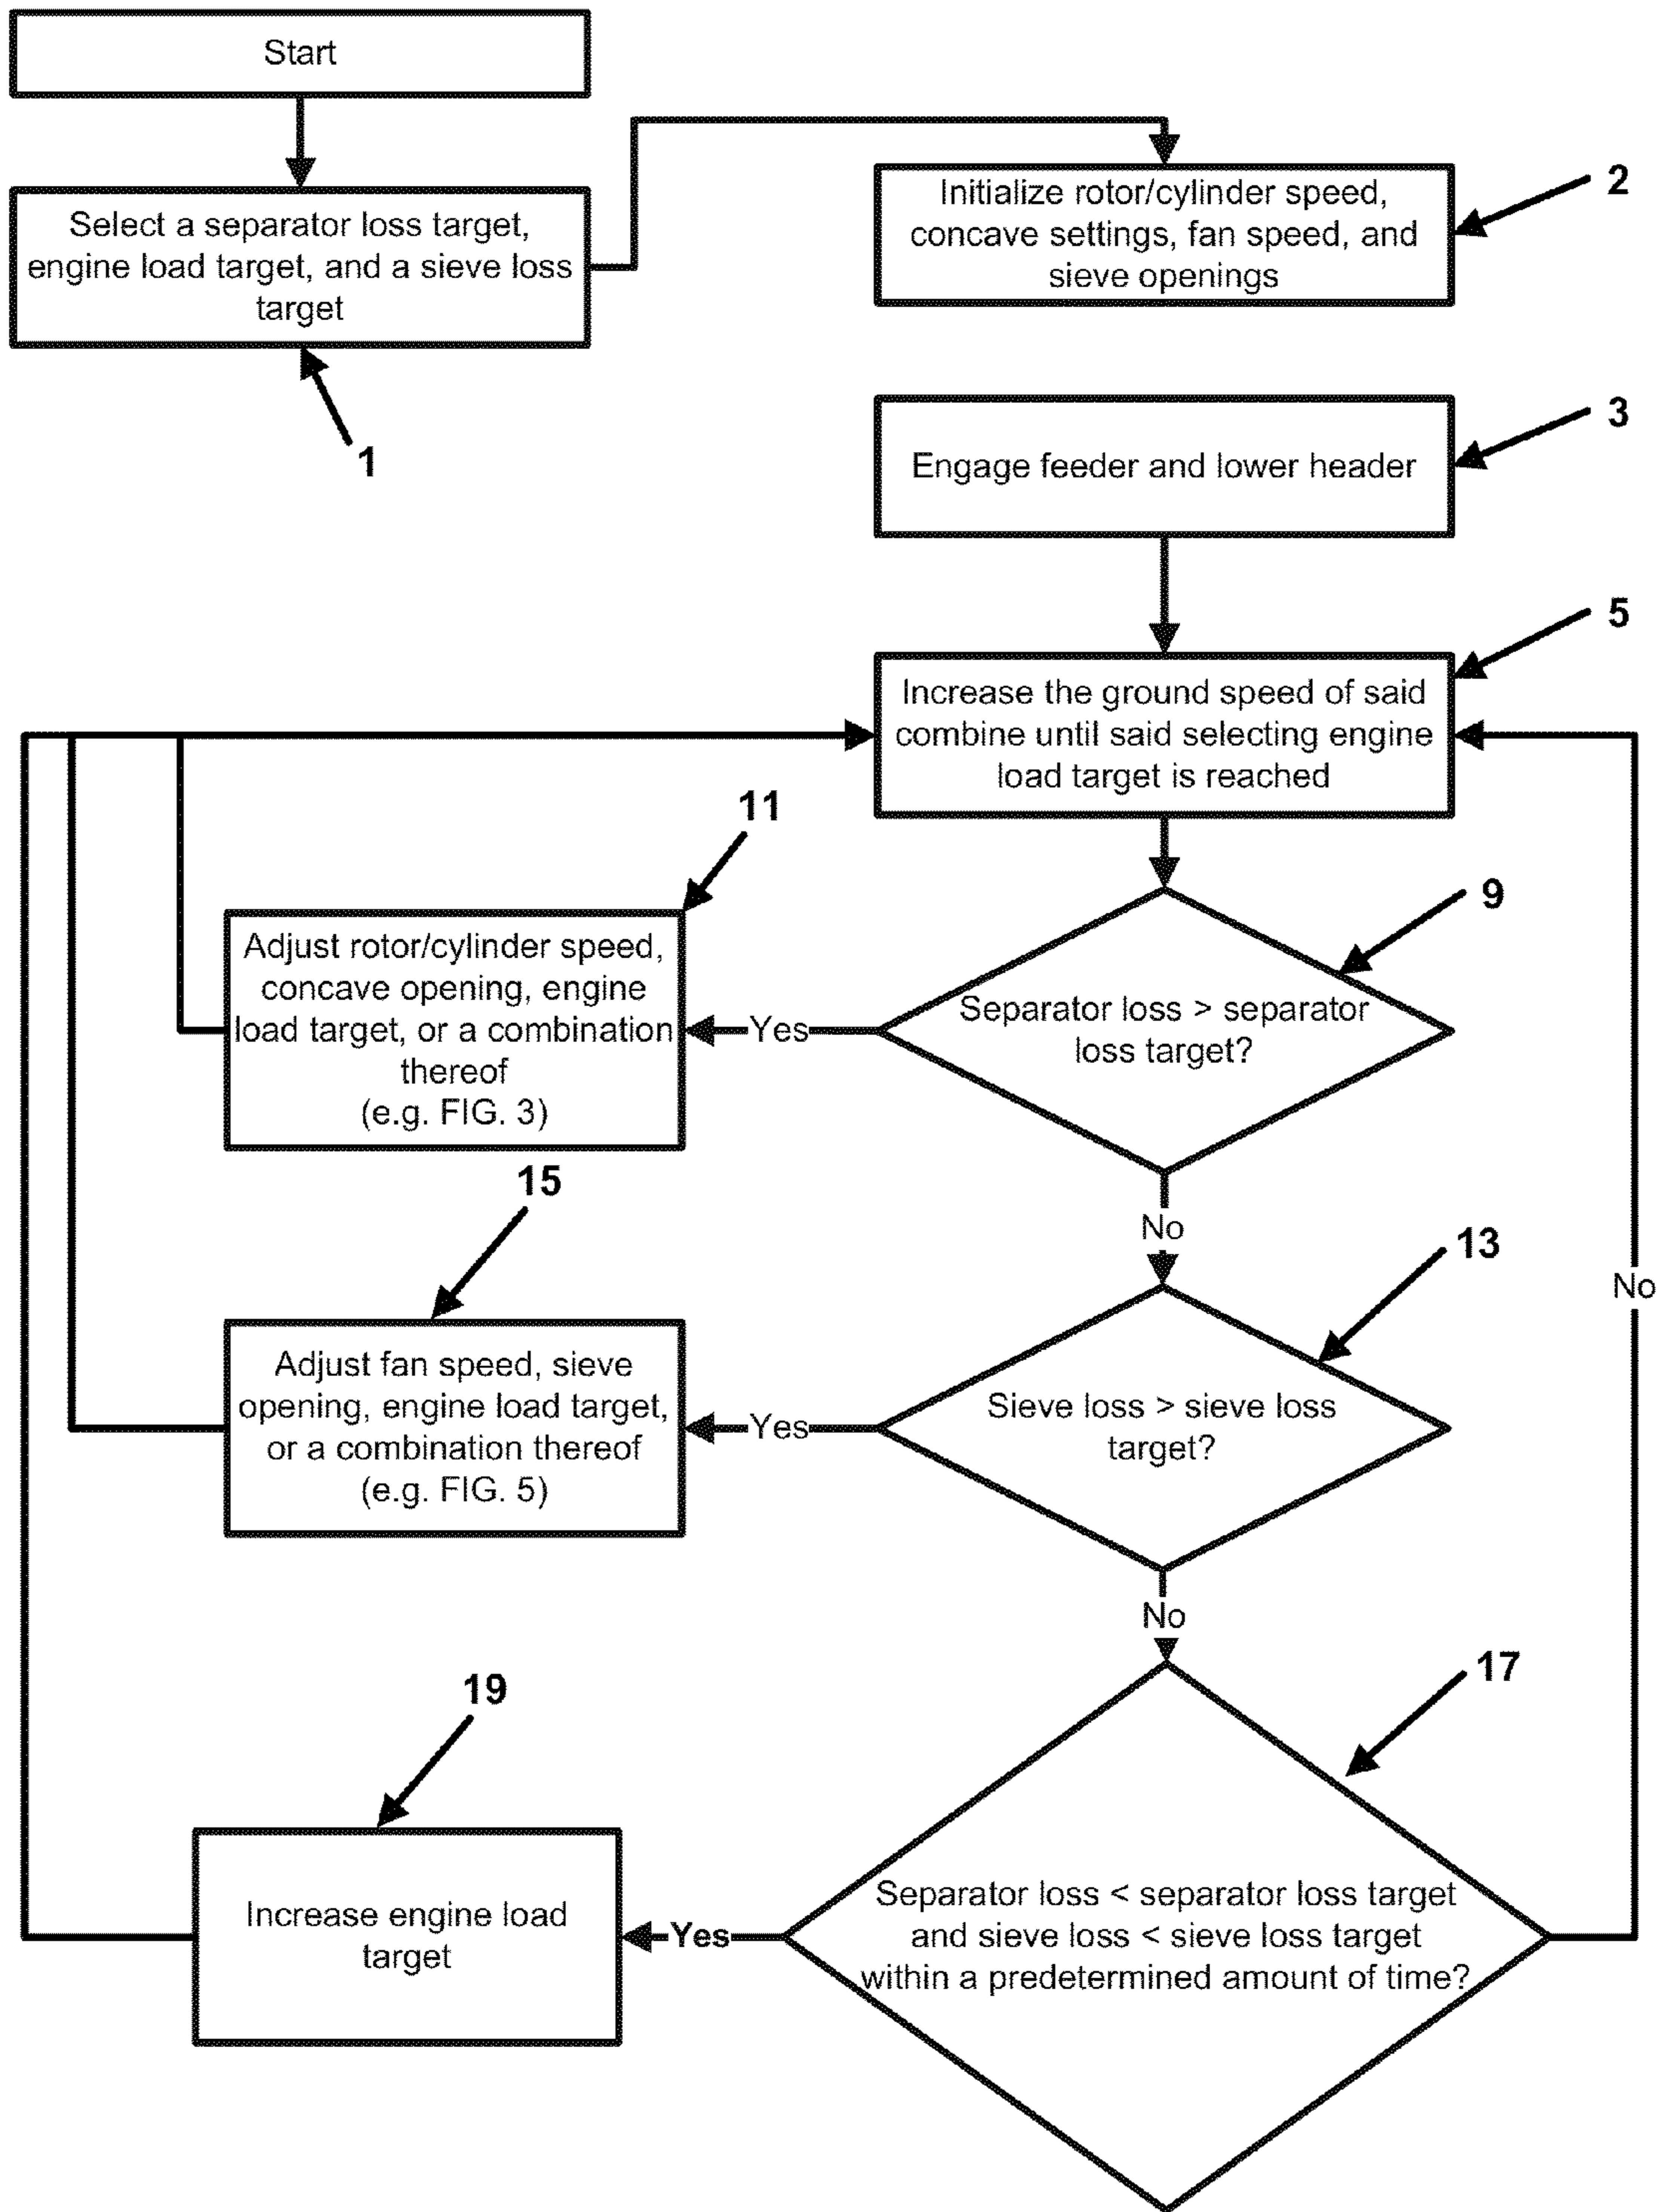 Start
Select a separator loss target,
engine load target, and a sieve loss
target
1
Initialize rotor/cylinder speed,
concave settings, fan speed, and
sieve openings
2
Engage feeder and lower header
3
Increase the ground speed of said
combine until said selecting engine
load target is reached
5
Separator loss > separator
loss target?
9
Yes
Adjust rotor/cylinder speed,
concave opening, engine
load target, or a combination
thereof
(e.g. FIG. 3)
11
No
Sieve loss > sieve loss
target?
13
Yes
Adjust fan speed, sieve
opening, engine load target,
or a combination thereof
(e.g. FIG. 5)
15
No
Separator loss < separator loss target
and sieve loss < sieve loss target
within a predetermined amount of time?
17
Yes
Increase engine load
target
19
No